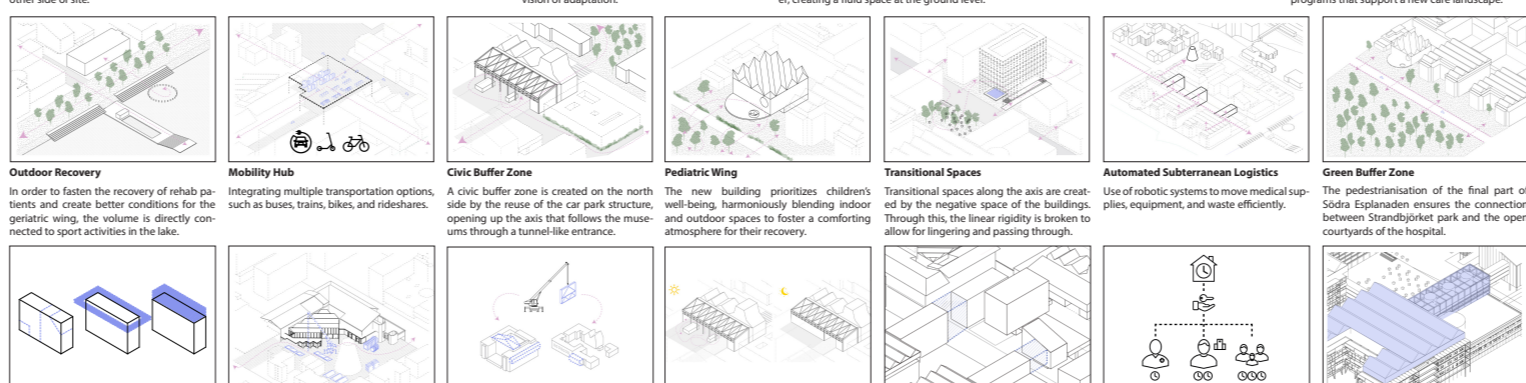 other side of site.
vision of adaptation.
er, creating a fluid space at the ground level.
programs that support a new care landscape.
Outdoor Recovery
In order to fasten the recovery of rehab pa-
tients and create better conditions for the
geriatric wing, the volume is directly con-
nected to sport activities in the lake.
Mobility Hub
Integrating multiple transportation options,
such as buses, trains, bikes, and rideshares.
Civic Buffer Zone
A civic buffer zone is created on the north
side by the reuse of the car park structure,
opening up the axis that follows the muse-
ums through a tunnel-like entrance.
Pediatric Wing
The new building prioritizes children's
well-being, harmoniously blending indoor
and outdoor spaces to foster a comforting
atmosphere for their recovery.
Transitional Spaces
Transitional spaces along the axis are creat-
ed by the negative space of the buildings.
Through this, the linear rigidity is broken to
allow for lingering and passing through.
Automated Subterranean Logistics
Use of robotic systems to move medical sup-
plies, equipment, and waste efficiently.
Green Buffer Zone
The pedestrianisation of the final part of
Södra Esplanaden ensures the connection
between Strandbjörket park and the open
courtyards of the hospital.